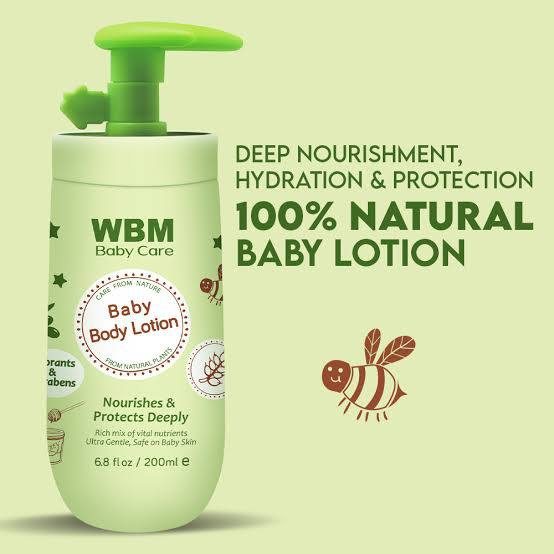 DEEP NOURISHMENT,
HYDRATION & PROTECTION
100% NATURAL
BABY LOTION
WBM
Baby Care
CARE FROM NATURE
Baby
Body Lotion
FROM NATURAL PLANTS
&
Nourishes &
Protects Deeply
Rich mix of vital nutrients
Ultra Gentle, Safe on Baby Skin
6.8 fl oz / 200ml e